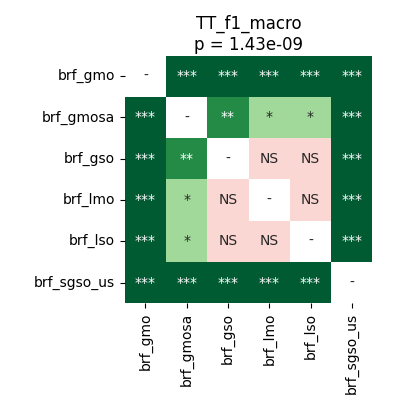 TT_f1_macro
p = 1.43e-09
brf_gmo - *** *** *** *** ***
brf_gmosa *** - ** * * ***
brf_gso *** ** - NS NS ***
brf_lmo *** * NS - NS ***
brf_lso *** * NS NS - ***
brf_sgso_us *** *** *** *** *** -
brf_gmo brf_gmosa brf_gso brf_lmo brf_lso brf_sgso_us